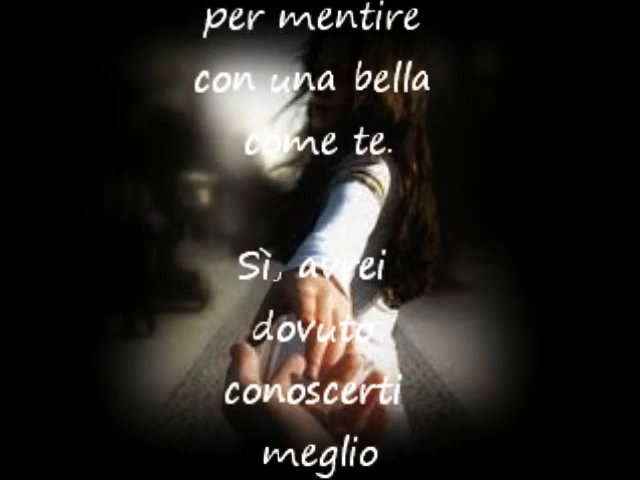 per mentire
con una bella
come te.
Sì, avrei
dovuto
conoscerti
meglio